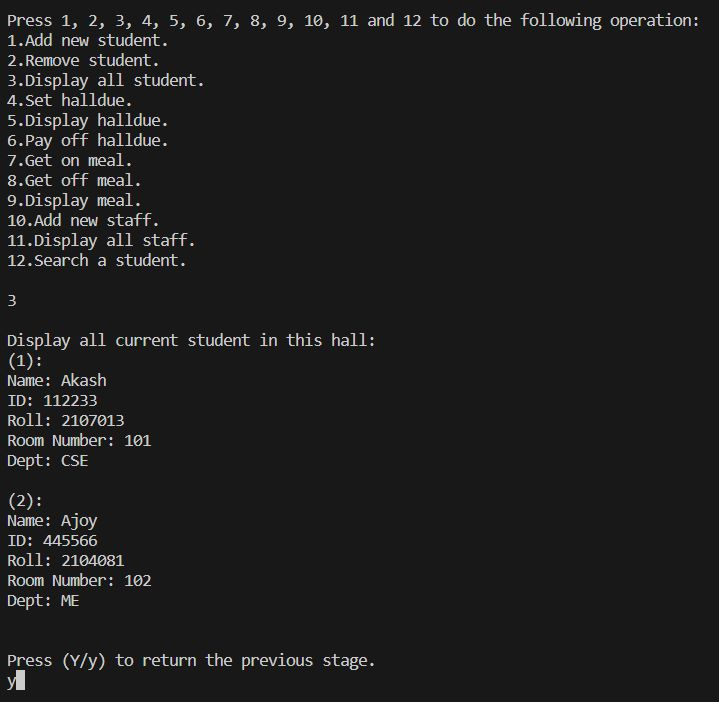 Press 1, 2, 3, 4, 5, 6, 7, 8, 9, 10, 11 and 12 to do the following operation:
1.Add new student.
2.Remove student.
3.Display all student.
4.Set halldue.
5.Display halldue.
6.Pay off halldue.
7.Get on meal.
8.Get off meal.
9.Display meal.
10.Add new staff.
11.Display all staff.
12.Search a student.
3
Display all current student in this hall:
(1):
Name: Akash
ID: 112233
Roll: 2107013
Room Number: 101
Dept: CSE
(2):
Name: Ajoy
ID: 445566
Roll: 2104081
Room Number: 102
Dept: ME
Press (Y/y) to return the previous stage.
y